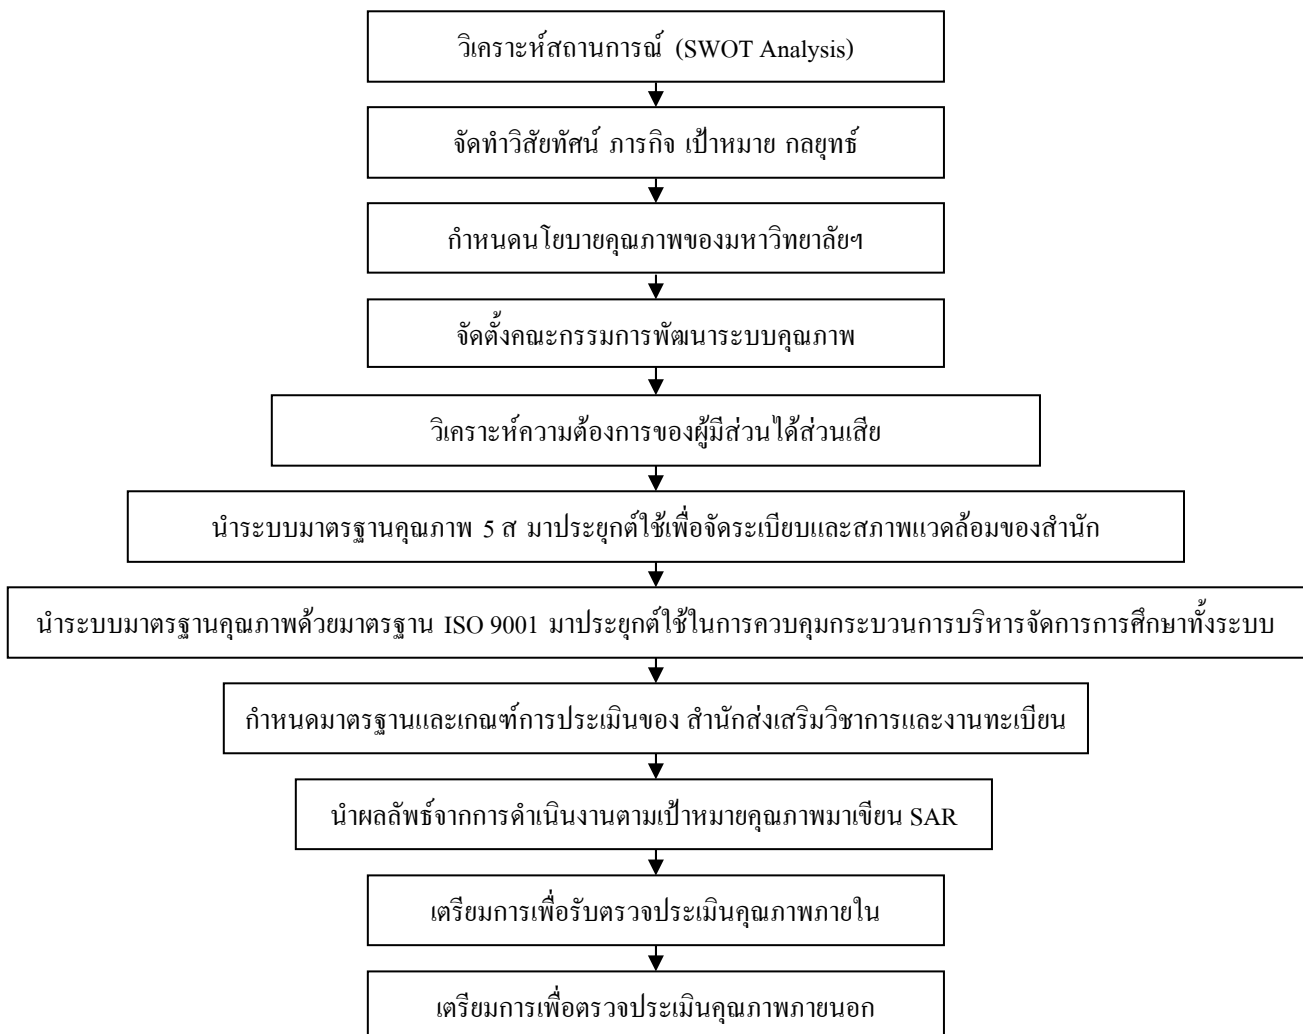 วิเคราะห์สถานการณ์ (SWOT Analysis)
จัดทำวิสัยทัศน์ ภารกิจ เป้าหมาย กลยุทธ์
กำหนดนโยบายคุณภาพของมหาวิทยาลัยฯ
จัดตั้งคณะกรรมการพัฒนาระบบคุณภาพ
วิเคราะห์ความต้องการของผู้มีส่วนได้ส่วนเสีย
นำระบบมาตรฐานคุณภาพ 5 ส มาประยุกต์ใช้เพื่อจัดระเบียบและสภาพแวดล้อมของสำนัก
นำระบบมาตรฐานคุณภาพด้วยมาตรฐาน ISO 9001 มาประยุกต์ใช้ในการควบคุมกระบวนการบริหารจัดการการศึกษาทั้งระบบ
กำหนดมาตรฐานและเกณฑ์การประเมินของ สำนักส่งเสริมวิชาการและงานทะเบียน
นำผลลัพธ์จากการดำเนินงานตามเป้าหมายคุณภาพมาเขียน SAR
เตรียมการเพื่อรับตรวจประเมินคุณภาพภายใน
เตรียมการเพื่อตรวจประเมินคุณภาพภายนอก